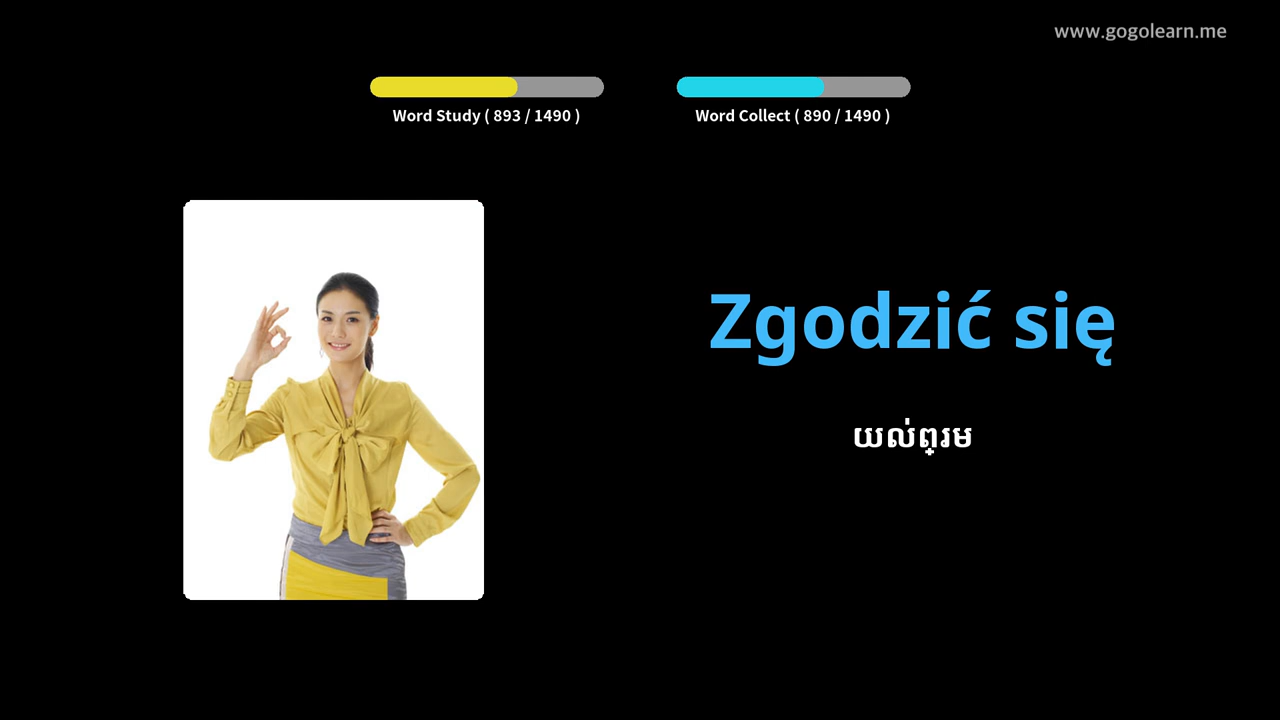 www.gogolearn.me
Word Study ( 893 / 1490 )
Word Collect ( 890 / 1490 )
Zgodzić się
យល់ព្រម